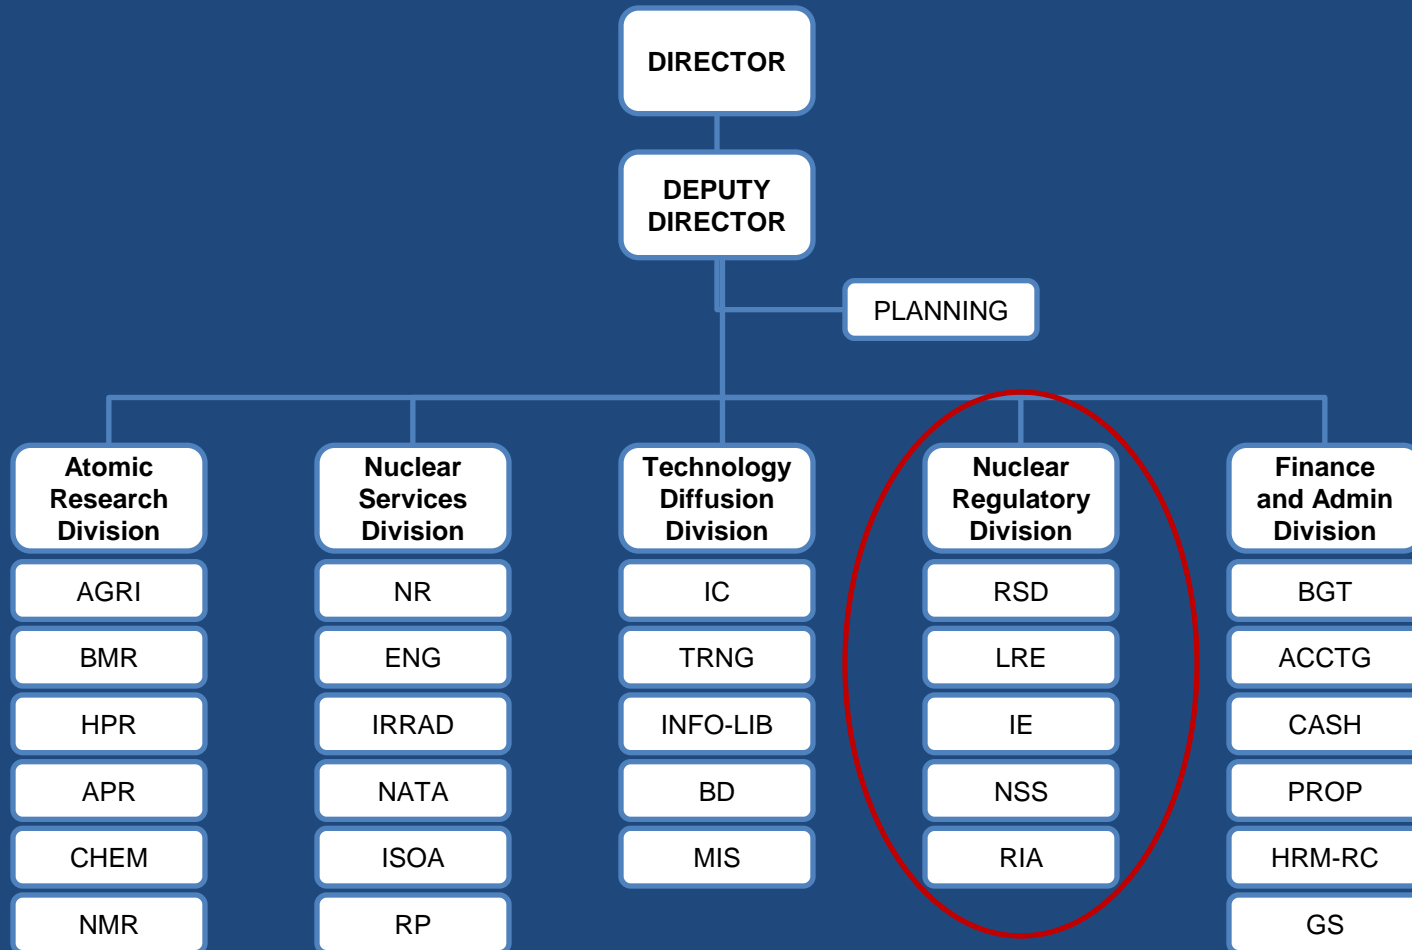 DIRECTOR
DEPUTY
DIRECTOR
PLANNING
Atomic
Research
Division
AGRI
BMR
HPR
APR
CHEM
NMR
Nuclear
Services
Division
NR
ENG
IRRAD
NATA
ISOA
RP
Technology
Diffusion
Division
IC
TRNG
INFO-LIB
BD
MIS
Nuclear
Regulatory
Division
RSD
LRE
IE
NSS
RIA
Finance
and Admin
Division
BGT
ACCTG
CASH
PROP
HRM-RC
GS